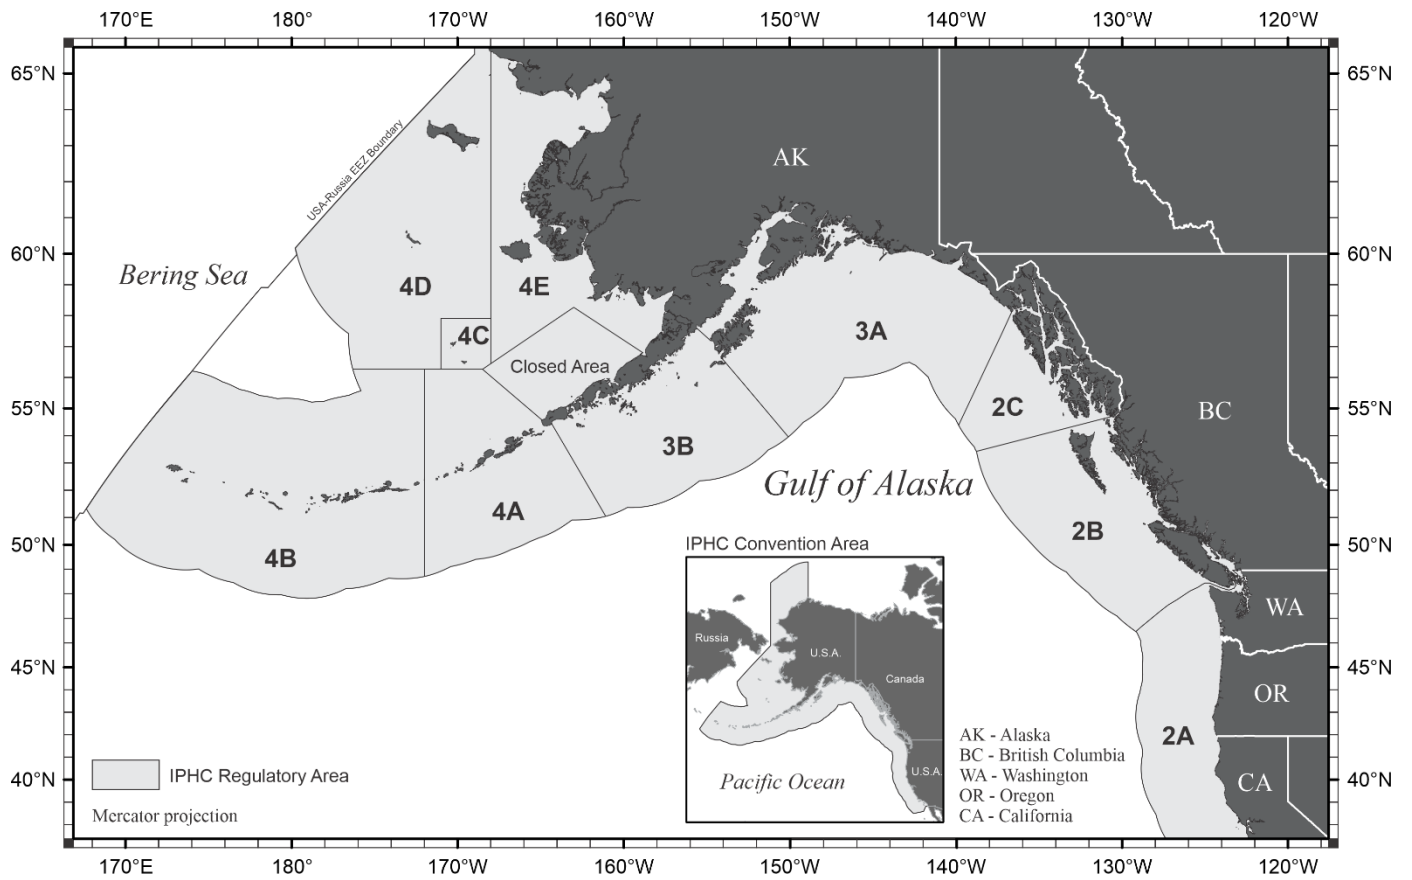 170°E 180° 170°W 160°W 150°W 140°W 130°W 120°W
65°N 65°N
USA-Russia EEZ Boundary
AK
60°N 60°N
Bering Sea
4D 4E
4C 3A
Closed Area
55°N 2C BC 55°N
3B
Gulf of Alaska
4A
2B
50°N 50°N
4B
IPHC Convention Area
WA
Russia
U.S.A.
Canada
45°N 45°N
OR
2A
AK - Alaska
BC - British Columbia
WA - Washington
OR - Oregon
CA - California
U.S.A.
Pacific Ocean
IPHC Regulatory Area
40°N CA 40°N
Mercator projection
170°E 180° 170°W 160°W 150°W 140°W 130°W 120°W